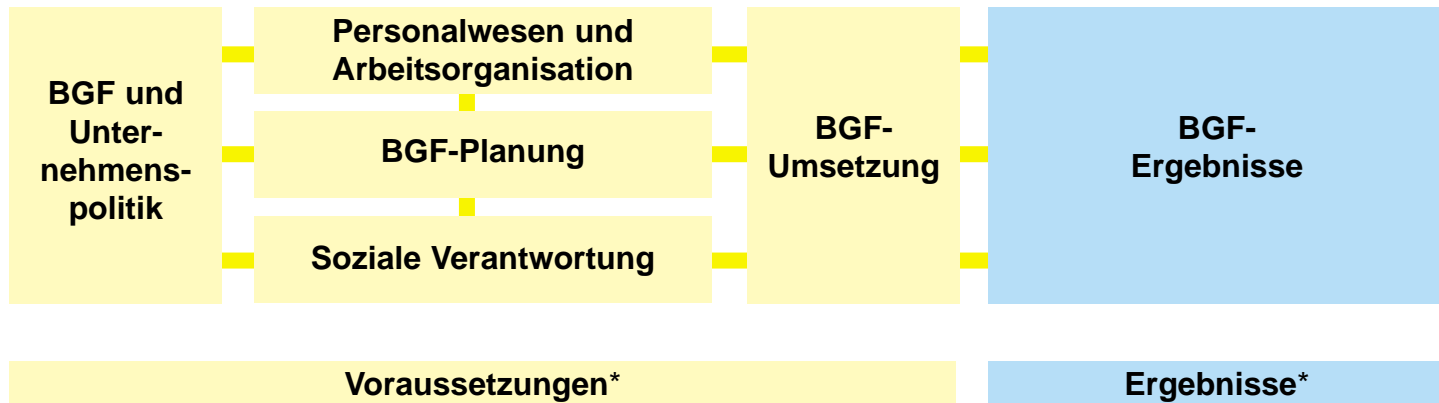 BGF und
Unter-
nehmens-
politik
Personalwesen und
Arbeitsorganisation
BGF-Planung
Soziale Verantwortung
BGF-
Umsetzung
BGF-
Ergebnisse
Voraussetzungen*
Ergebnisse*